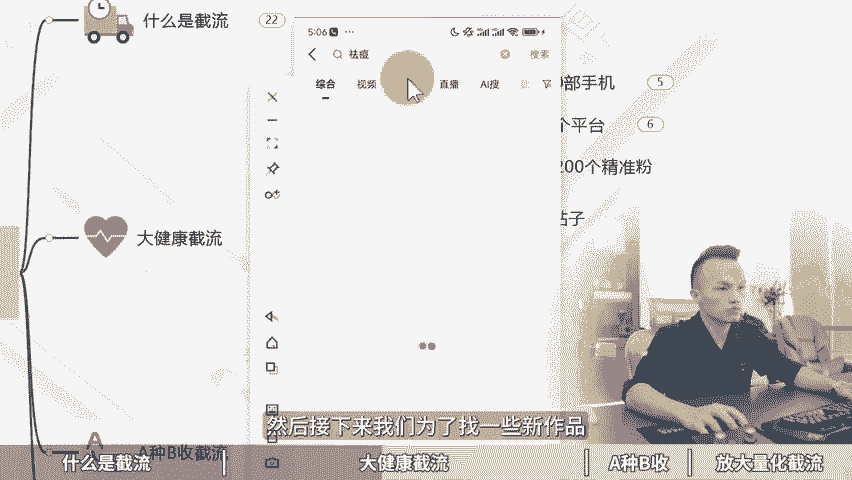 什么是截流
22
大健康截流
A种B收截流
5:06
祛痘
搜索
综合
视频
直播
AI搜
部手机
5
个平台
6
200个精准粉
帖子
然后接下来我们为了找一些新作品
什么是截流
大健康截流
A种B收
放大量化截流